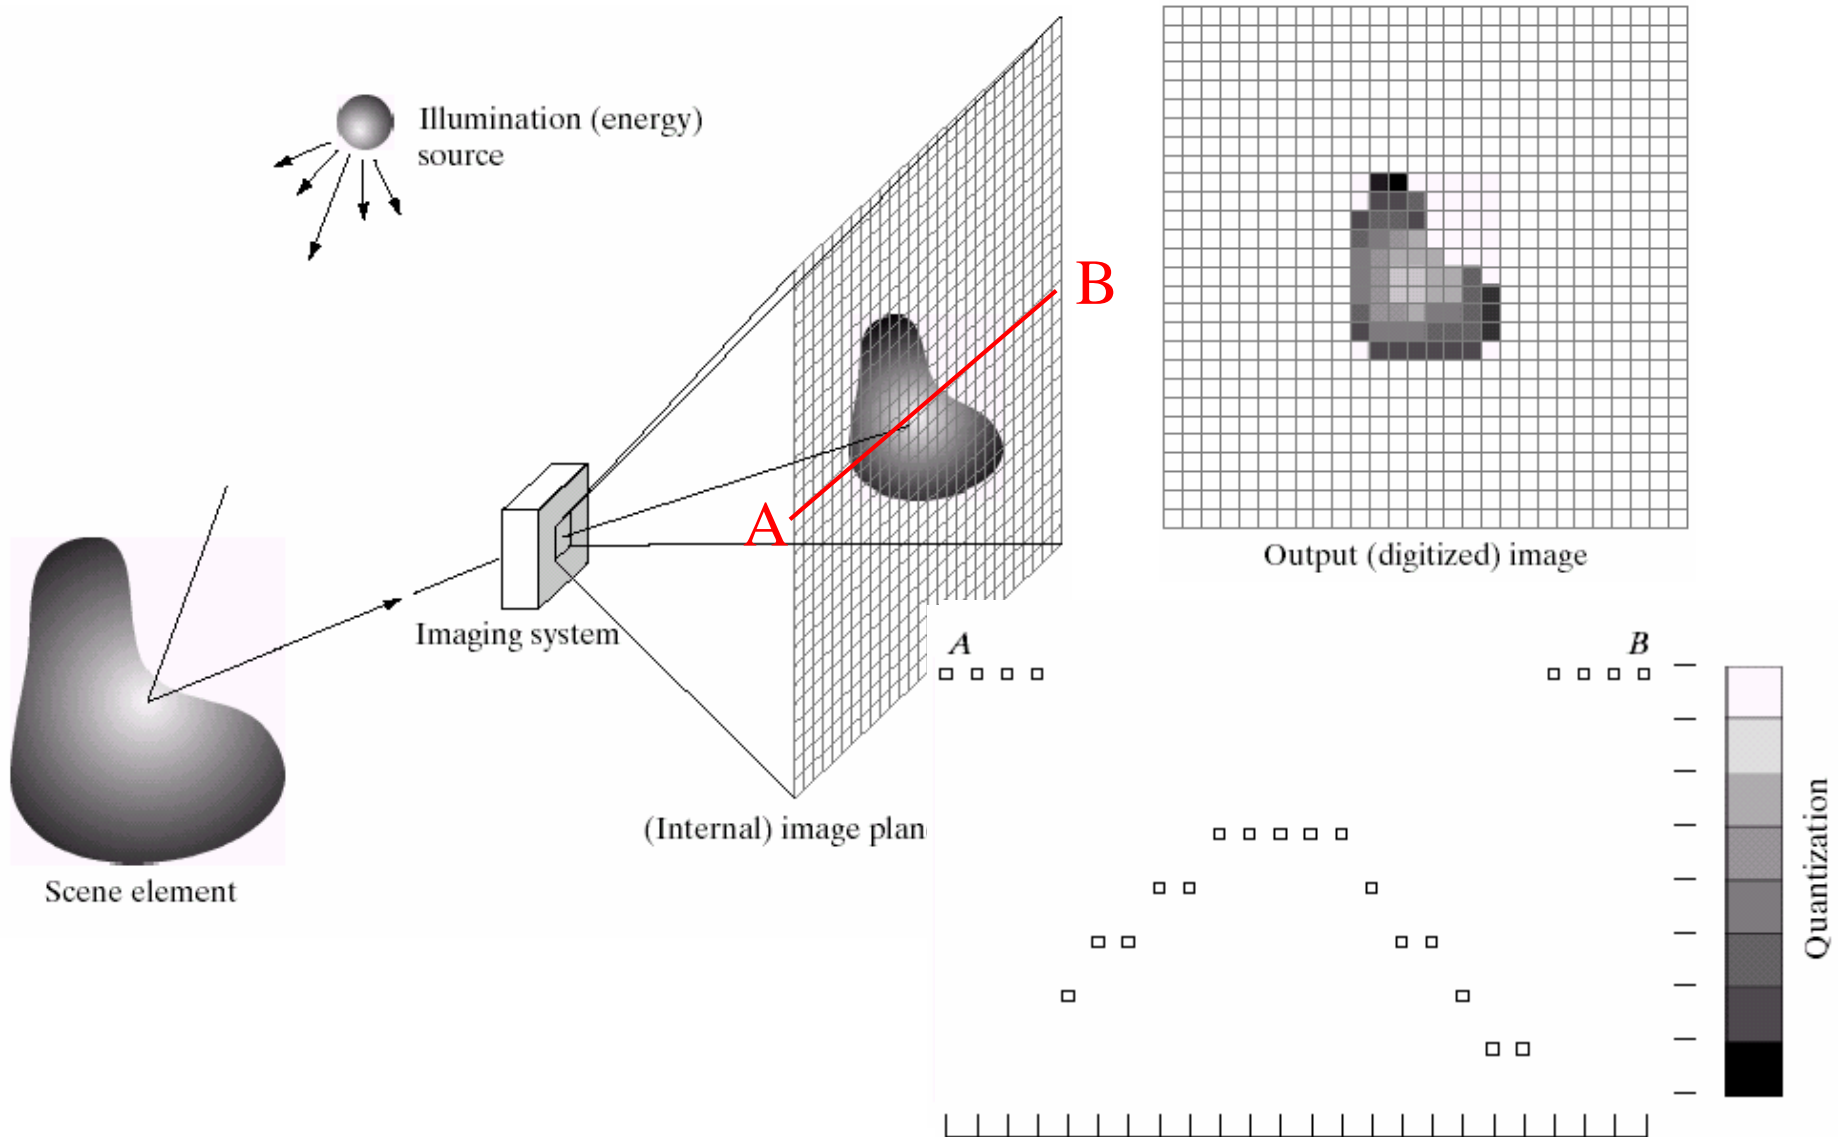 Illumination (energy)
source
B
A
Output (digitized) image
Imaging system
A
B
(Internal) image plan
Quantization
Scene element